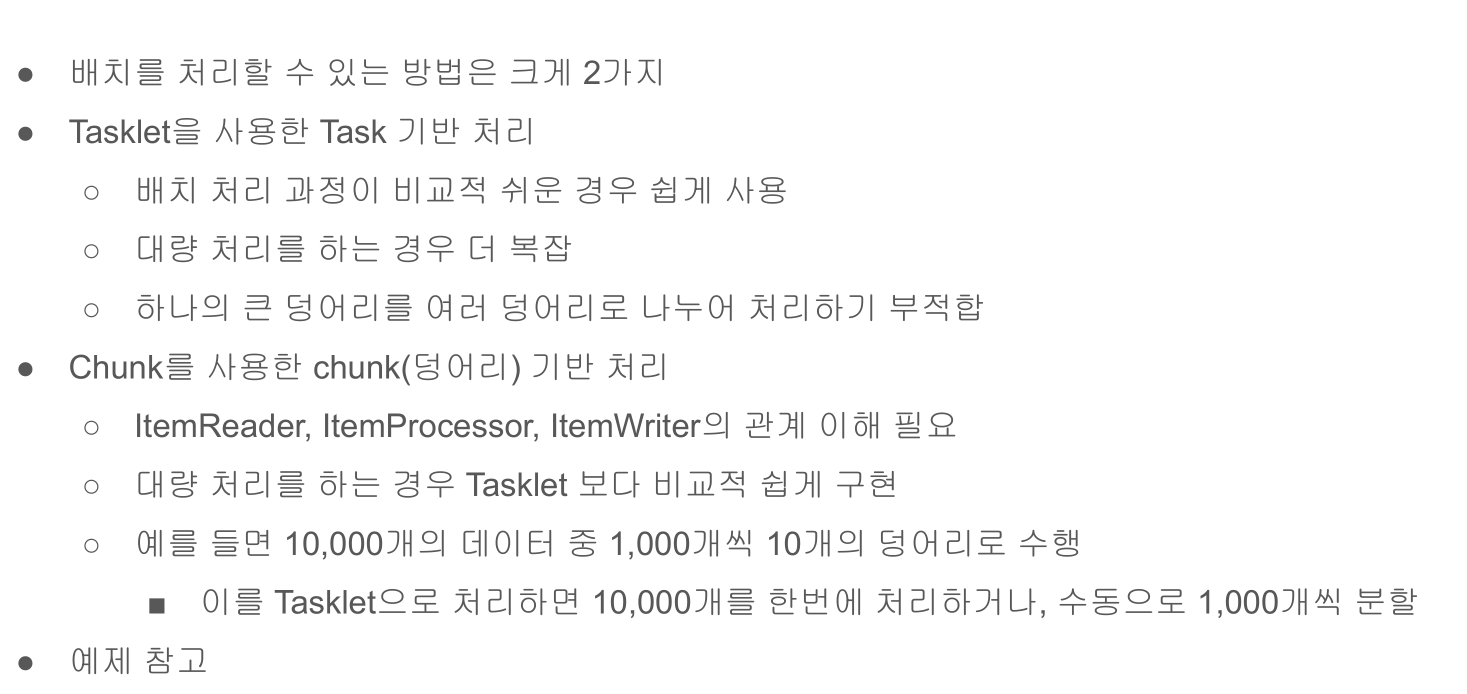 ● 배치를 처리할 수 있는 방법은 크게 2가지
● Tasklet을 사용한 Task 기반 처리
○ 배치 처리 과정이 비교적 쉬운 경우 쉽게 사용
○ 대량 처리를 하는 경우 더 복잡
○ 하나의 큰 덩어리를 여러 덩어리로 나누어 처리하기 부적합
● Chunk를 사용한 chunk(덩어리) 기반 처리
○ ItemReader, ItemProcessor, ItemWriter의 관계 이해 필요
○ 대량 처리를 하는 경우 Tasklet 보다 비교적 쉽게 구현
○ 예를 들면 10,000개의 데이터 중 1,000개씩 10개의 덩어리로 수행
■ 이를 Tasklet으로 처리하면 10,000개를 한번에 처리하거나, 수동으로 1,000개씩 분할
● 예제 참고